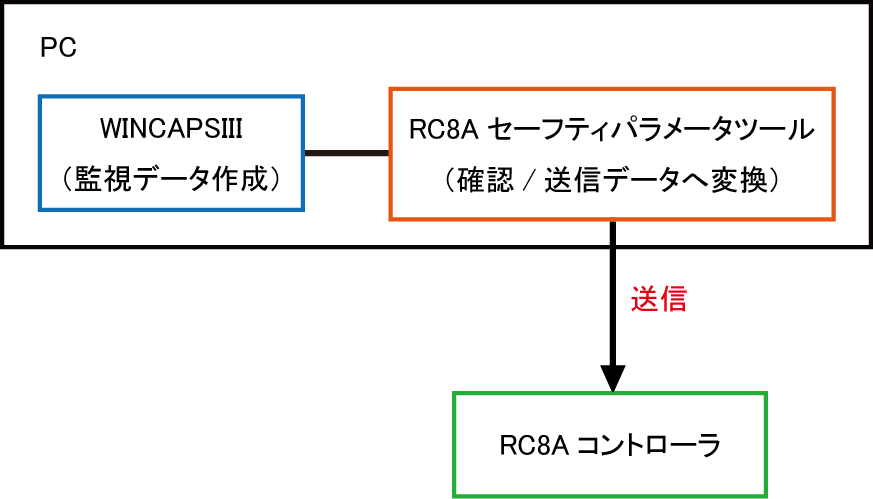 PC
WINCAPSIII
（監視データ作成）
RC8A セーフティパラメータツール
（確認 / 送信データへ変換）
送信
RC8A コントローラ